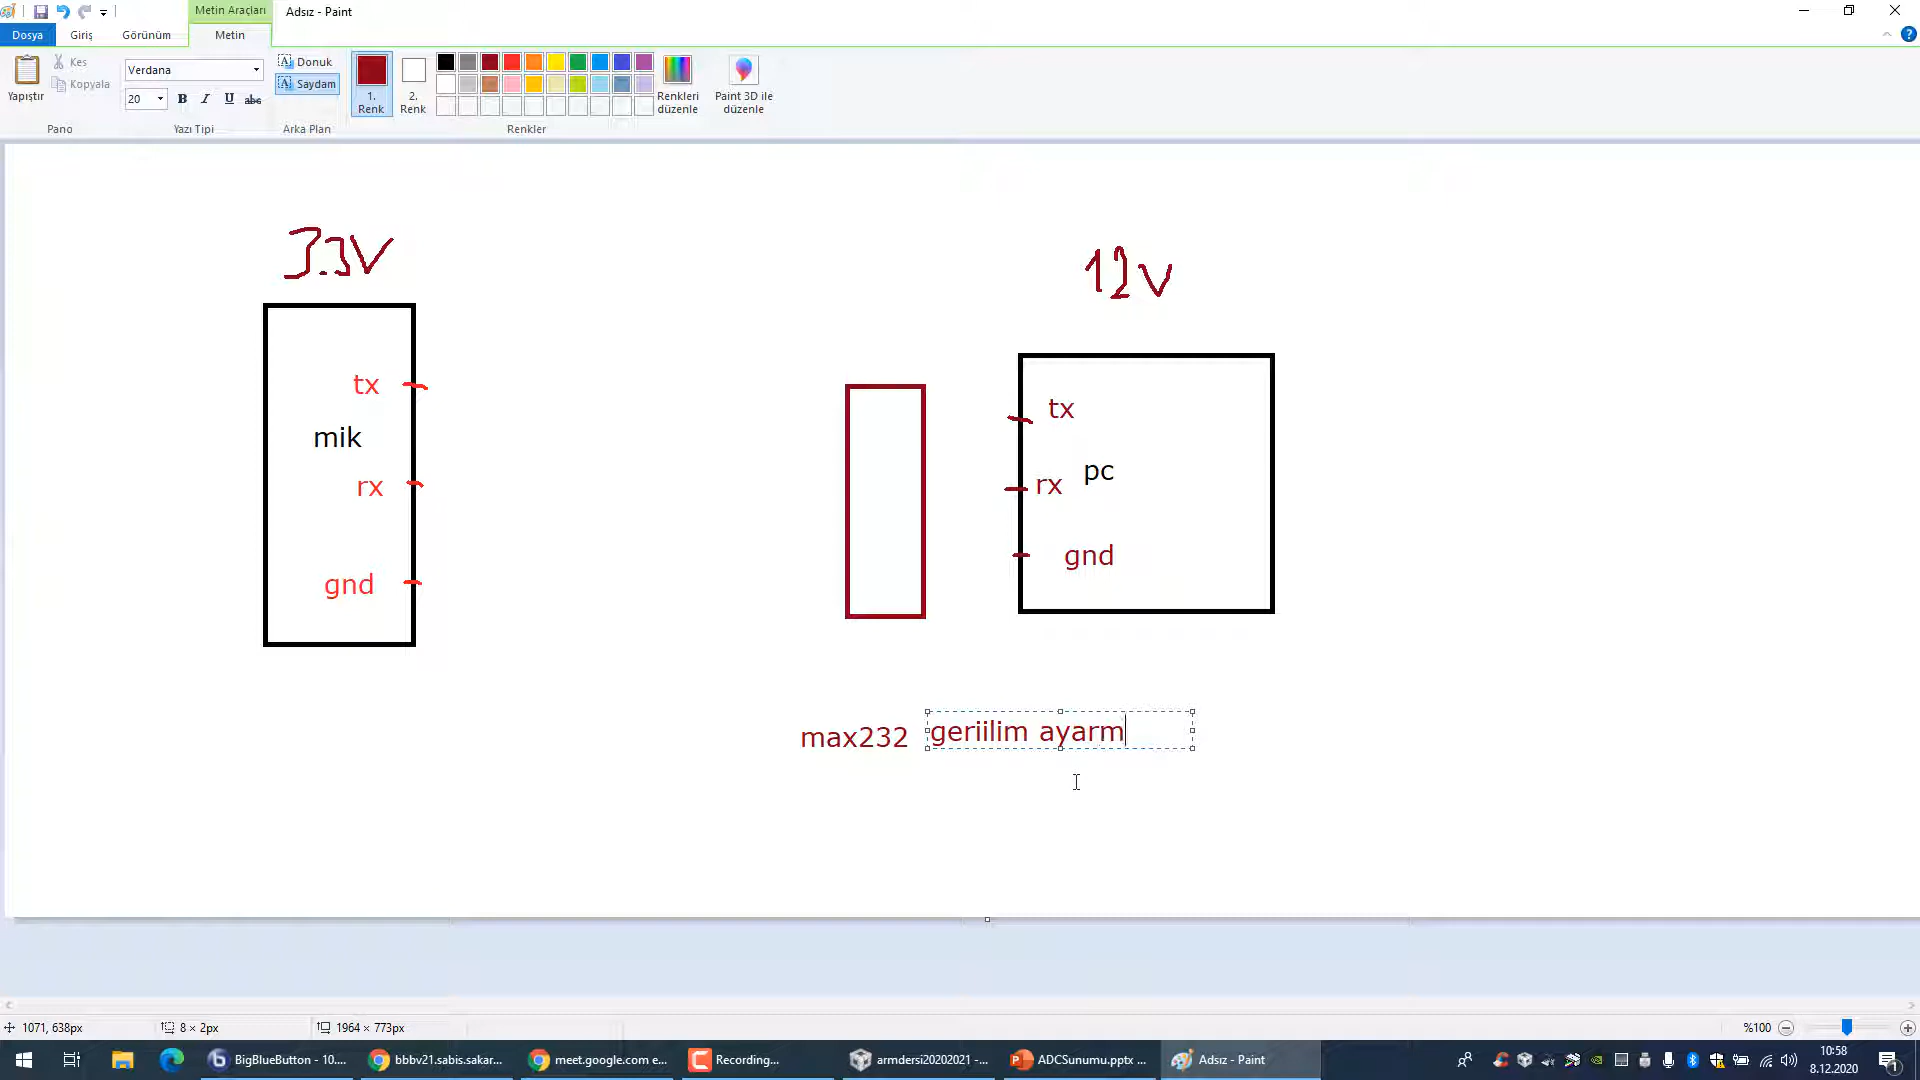 Metin Araçları
Adsız - Paint
Dosya
Giriş
Görünüm
Metin
Yapıştır
Kes
Kopyala
Pano
Verdana
20
B I U abc
Yazı Tipi
Donuk
Saydam
Arka Plan
1.
Renk
2.
Renk
Renkler
Renkleri
düzenle
Paint 3D ile
düzenle
3.3V
12V
tx
mik
rx
gnd
tx
pc
rx
gnd
max232
geriilim ayarm
1071, 638px
8 × 2px
1964 × 773px
%100
BigBlueButton - 10....
bbbv21.sabis.sakar...
meet.google.com e...
Recording...
armdersi20202021 -...
ADCSunumu.pptx ...
Adsız - Paint
10:58
8.12.2020
1